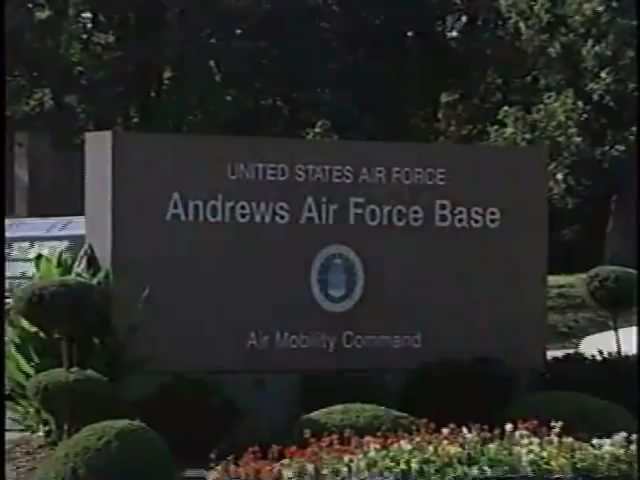 UNITED STATES AIR FORCE
Andrews Air Force Base
Air Mobility Command